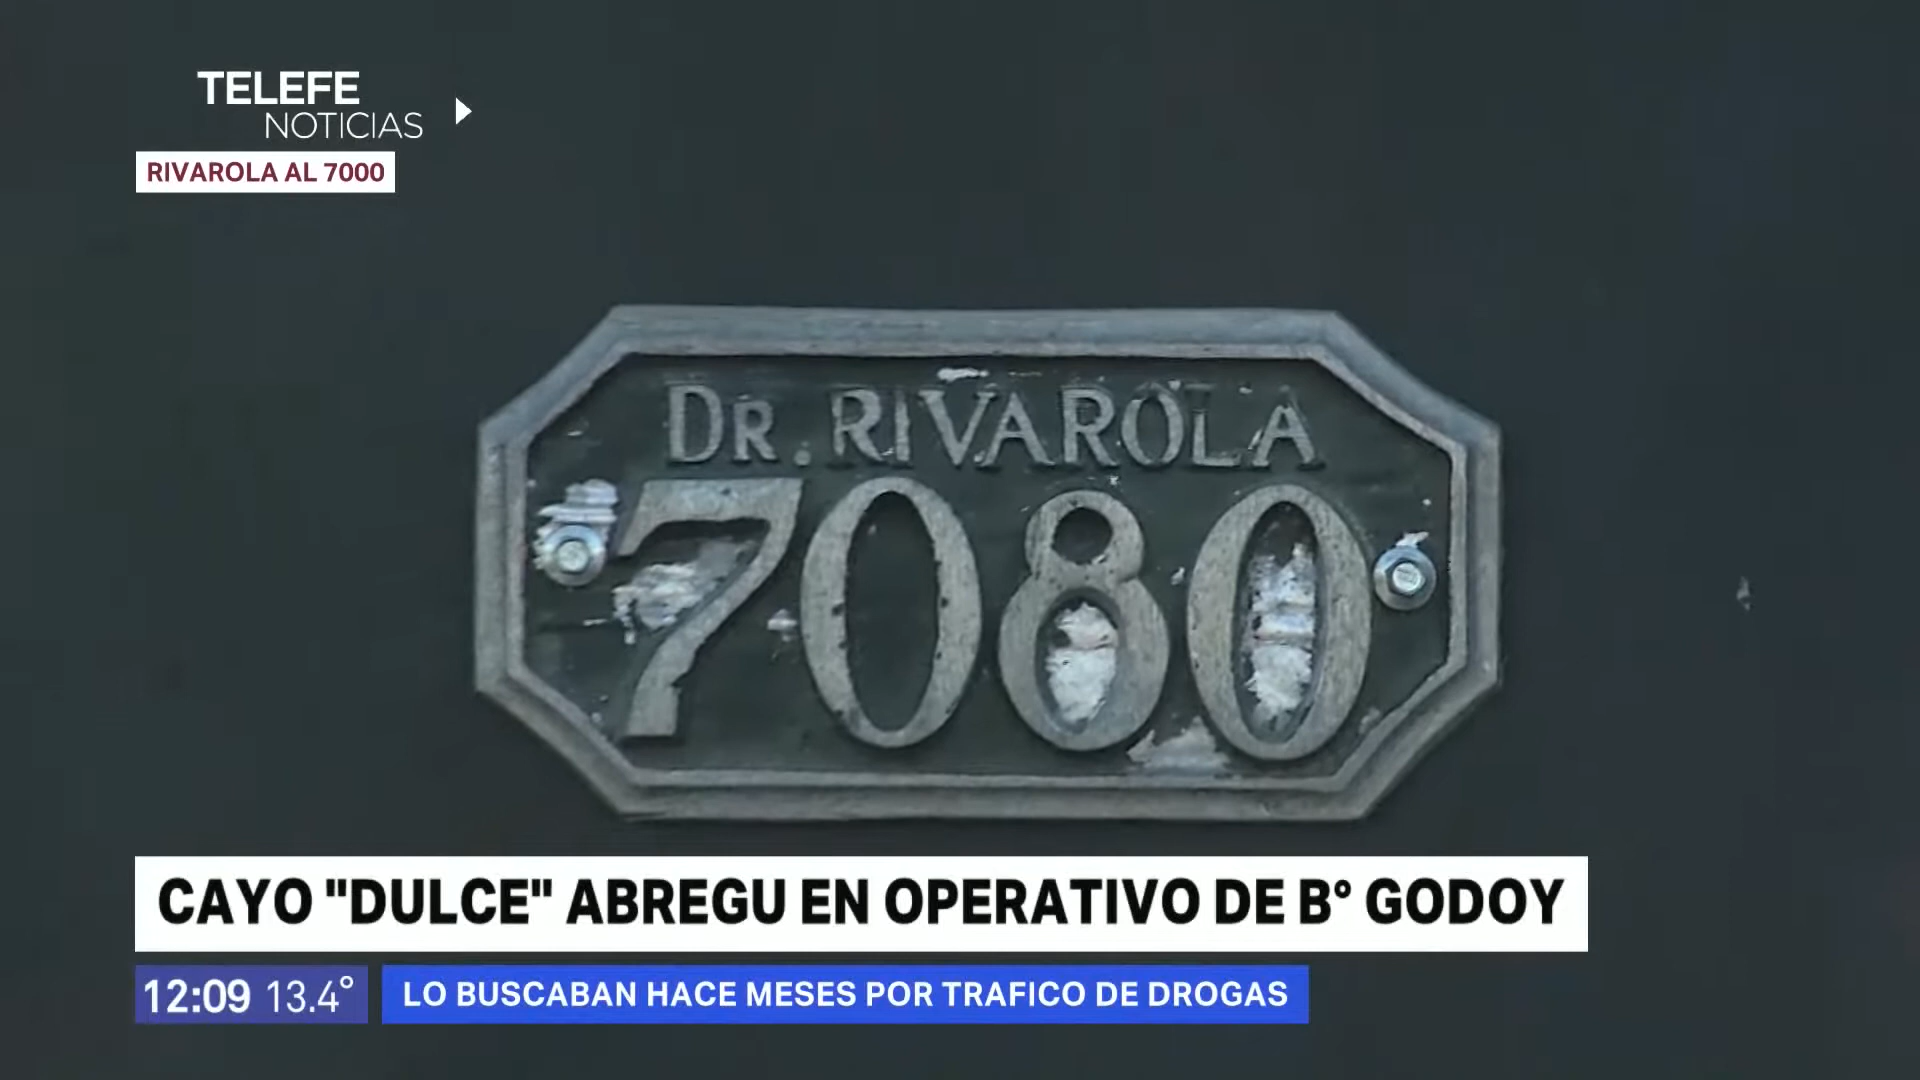 TELEFE
NOTICIAS
RIVAROLA AL 7000
DR. RIVAROLA
7080
CAYO "DULCE" ABREGU EN OPERATIVO DE B° GODOY
12:09 13.4°
LO BUSCABAN HACE MESES POR TRAFICO DE DROGAS